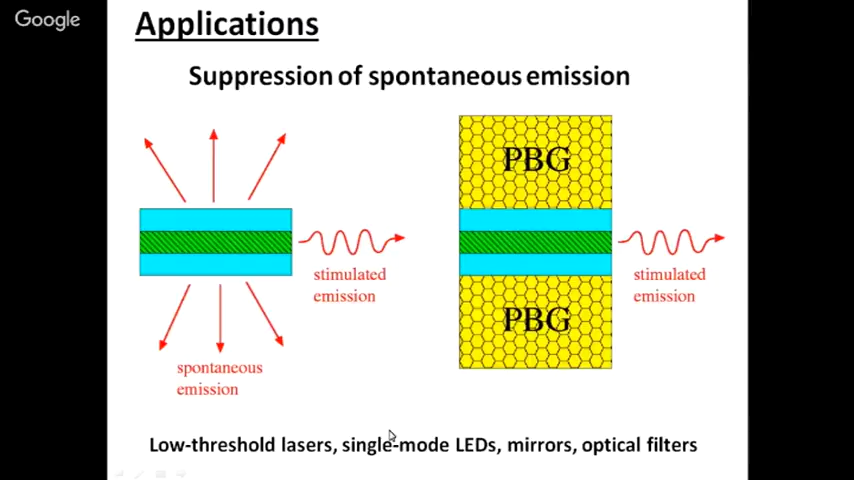 Google
Applications
Suppression of spontaneous emission
PBG
stimulated
emission
spontaneous
emission
stimulated
emission
PBG
Low-threshold lasers, single-mode LEDs, mirrors, optical filters